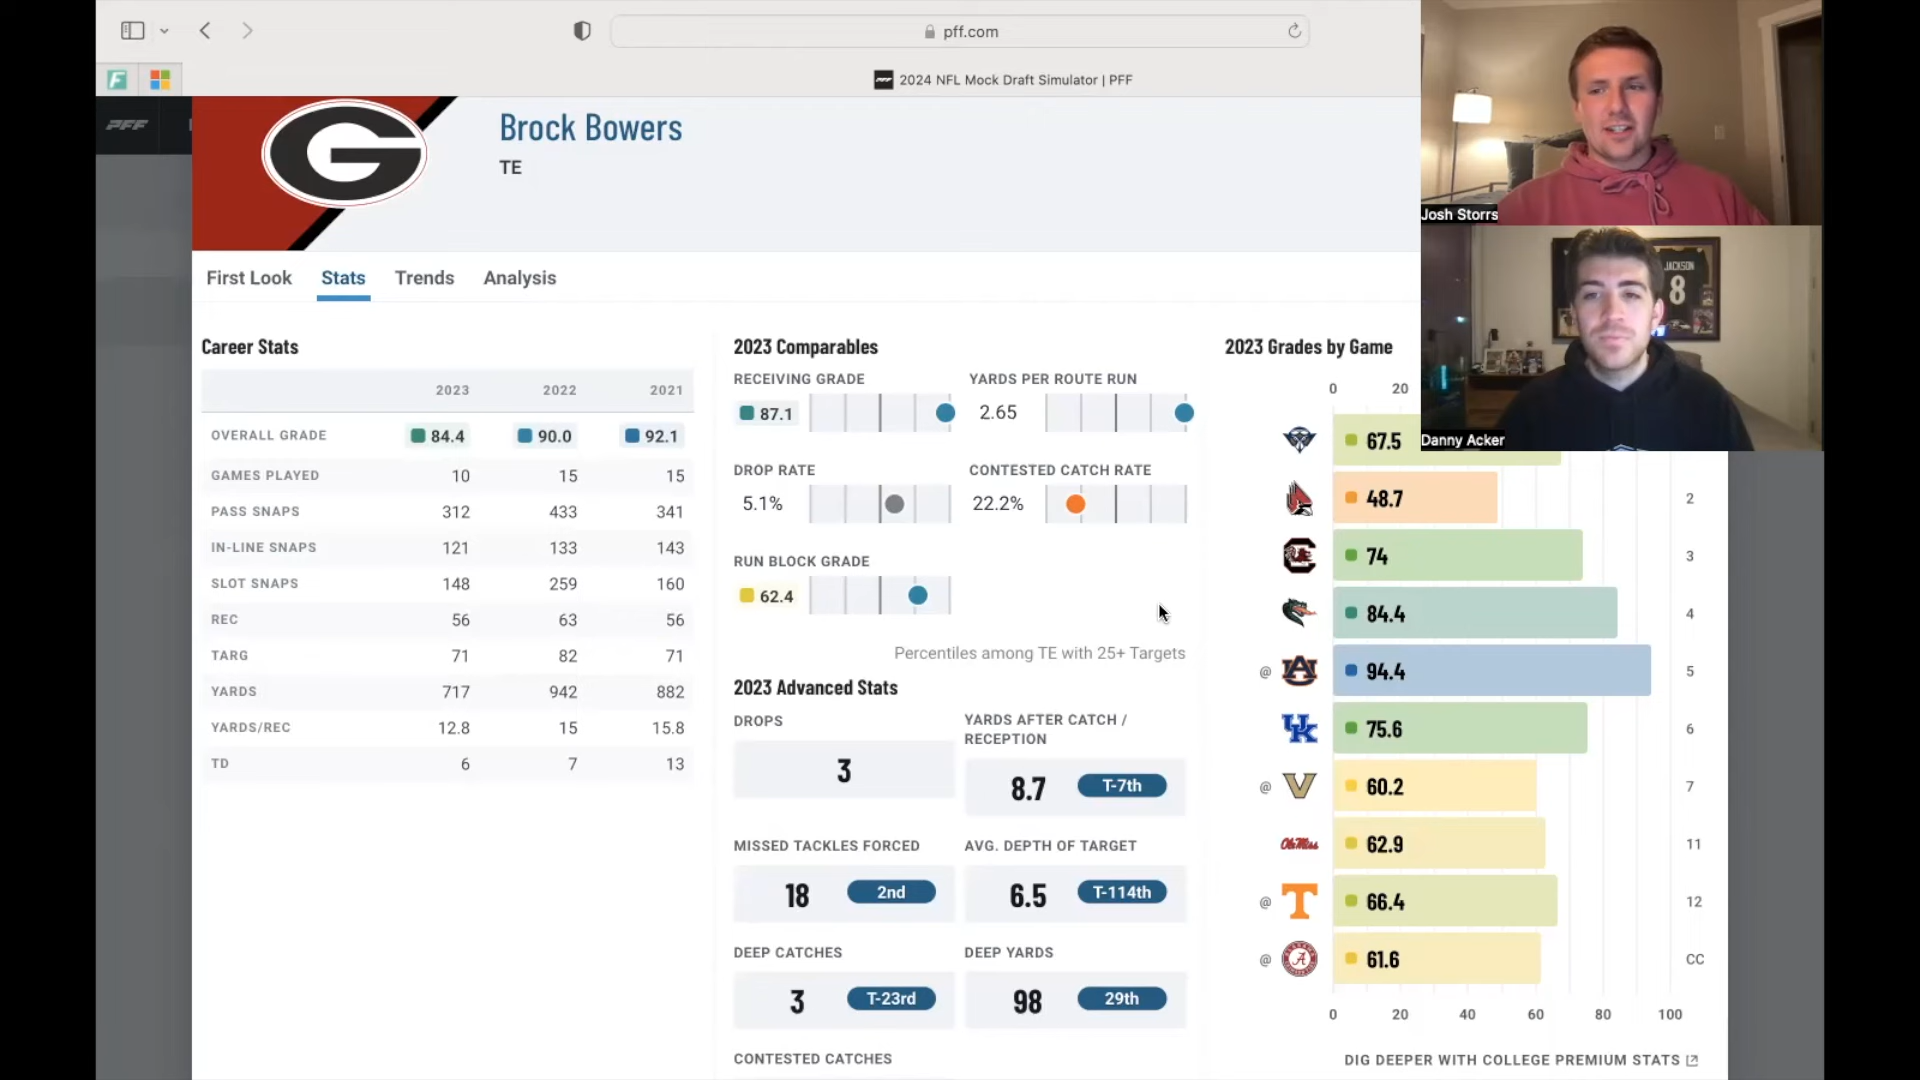 pff.com
2024 NFL Mock Draft Simulator | PFF
PFF
G
Brock Bowers
TE
Josh Storrs
JACKSON
8
Danny Acker
First Look Stats Trends Analysis
Career Stats
2023 2022 2021
OVERALL GRADE 84.4 90.0 92.1
GAMES PLAYED 10 15 15
PASS SNAPS 312 433 341
IN-LINE SNAPS 121 133 143
SLOT SNAPS 148 259 160
REC 56 63 56
TARG 71 82 71
YARDS 717 942 882
YARDS/REC 12.8 15 15.8
TD 6 7 13
2023 Comparables
RECEIVING GRADE
87.1
YARDS PER ROUTE RUN
2.65
DROP RATE
5.1%
CONTESTED CATCH RATE
22.2%
RUN BLOCK GRADE
62.4
Percentiles among TE with 25+ Targets
2023 Advanced Stats
DROPS
3
YARDS AFTER CATCH /
RECEPTION
8.7 T-7th
MISSED TACKLES FORCED
18 2nd
AVG. DEPTH OF TARGET
6.5 T-114th
DEEP CATCHES
3 T-23rd
DEEP YARDS
98 29th
CONTESTED CATCHES
2023 Grades by Game
0 20
67.5
48.7 2
74 3
84.4 4
@ 94.4 5
UK 75.6 6
@ V 60.2 7
Ole Miss 62.9 11
@ T 66.4 12
@ A 61.6 CC
0 20 40 60 80 100
DIG DEEPER WITH COLLEGE PREMIUM STATS